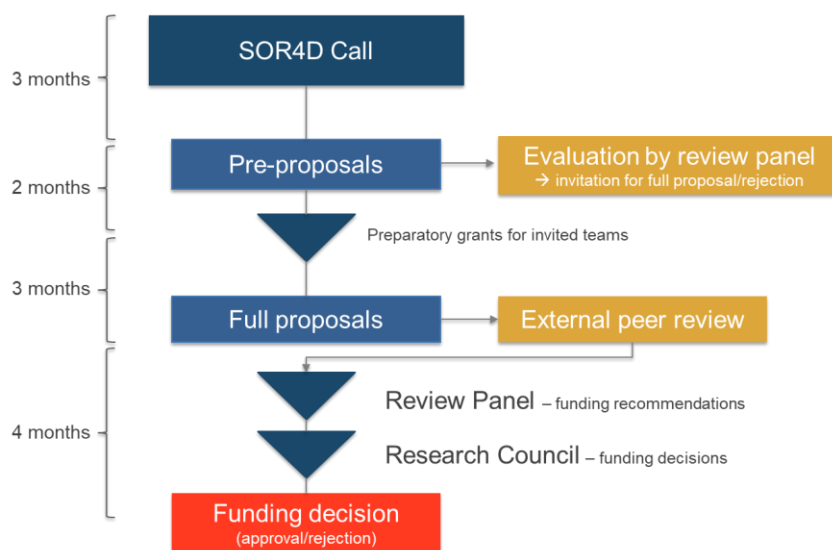 SOR4D Call
3 months
Pre-proposals
Evaluation by review panel
→ invitation for full proposal/rejection
2 months
Preparatory grants for invited teams
3 months
Full proposals
External peer review
Review Panel – funding recommendations
4 months
Research Council – funding decisions
Funding decision
(approval/rejection)